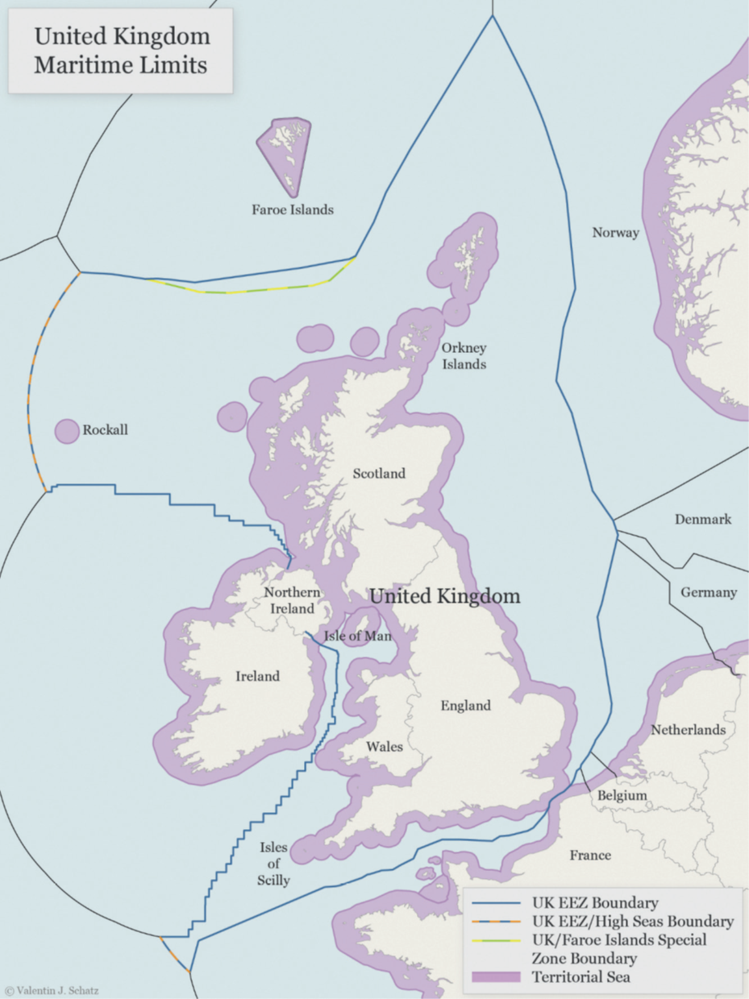 United Kingdom
Maritime Limits
Faroe Islands
Norway
Orkney
Islands
Rockall
Scotland
Denmark
Northern
Ireland
United Kingdom
Germany
Isle of Man
Ireland
England
Netherlands
Wales
Belgium
Isles
of
Scilly
France
UK EEZ Boundary
UK EEZ/High Seas Boundary
UK/Faroe Islands Special
Zone Boundary
Territorial Sea
© Valentin J. Schatz